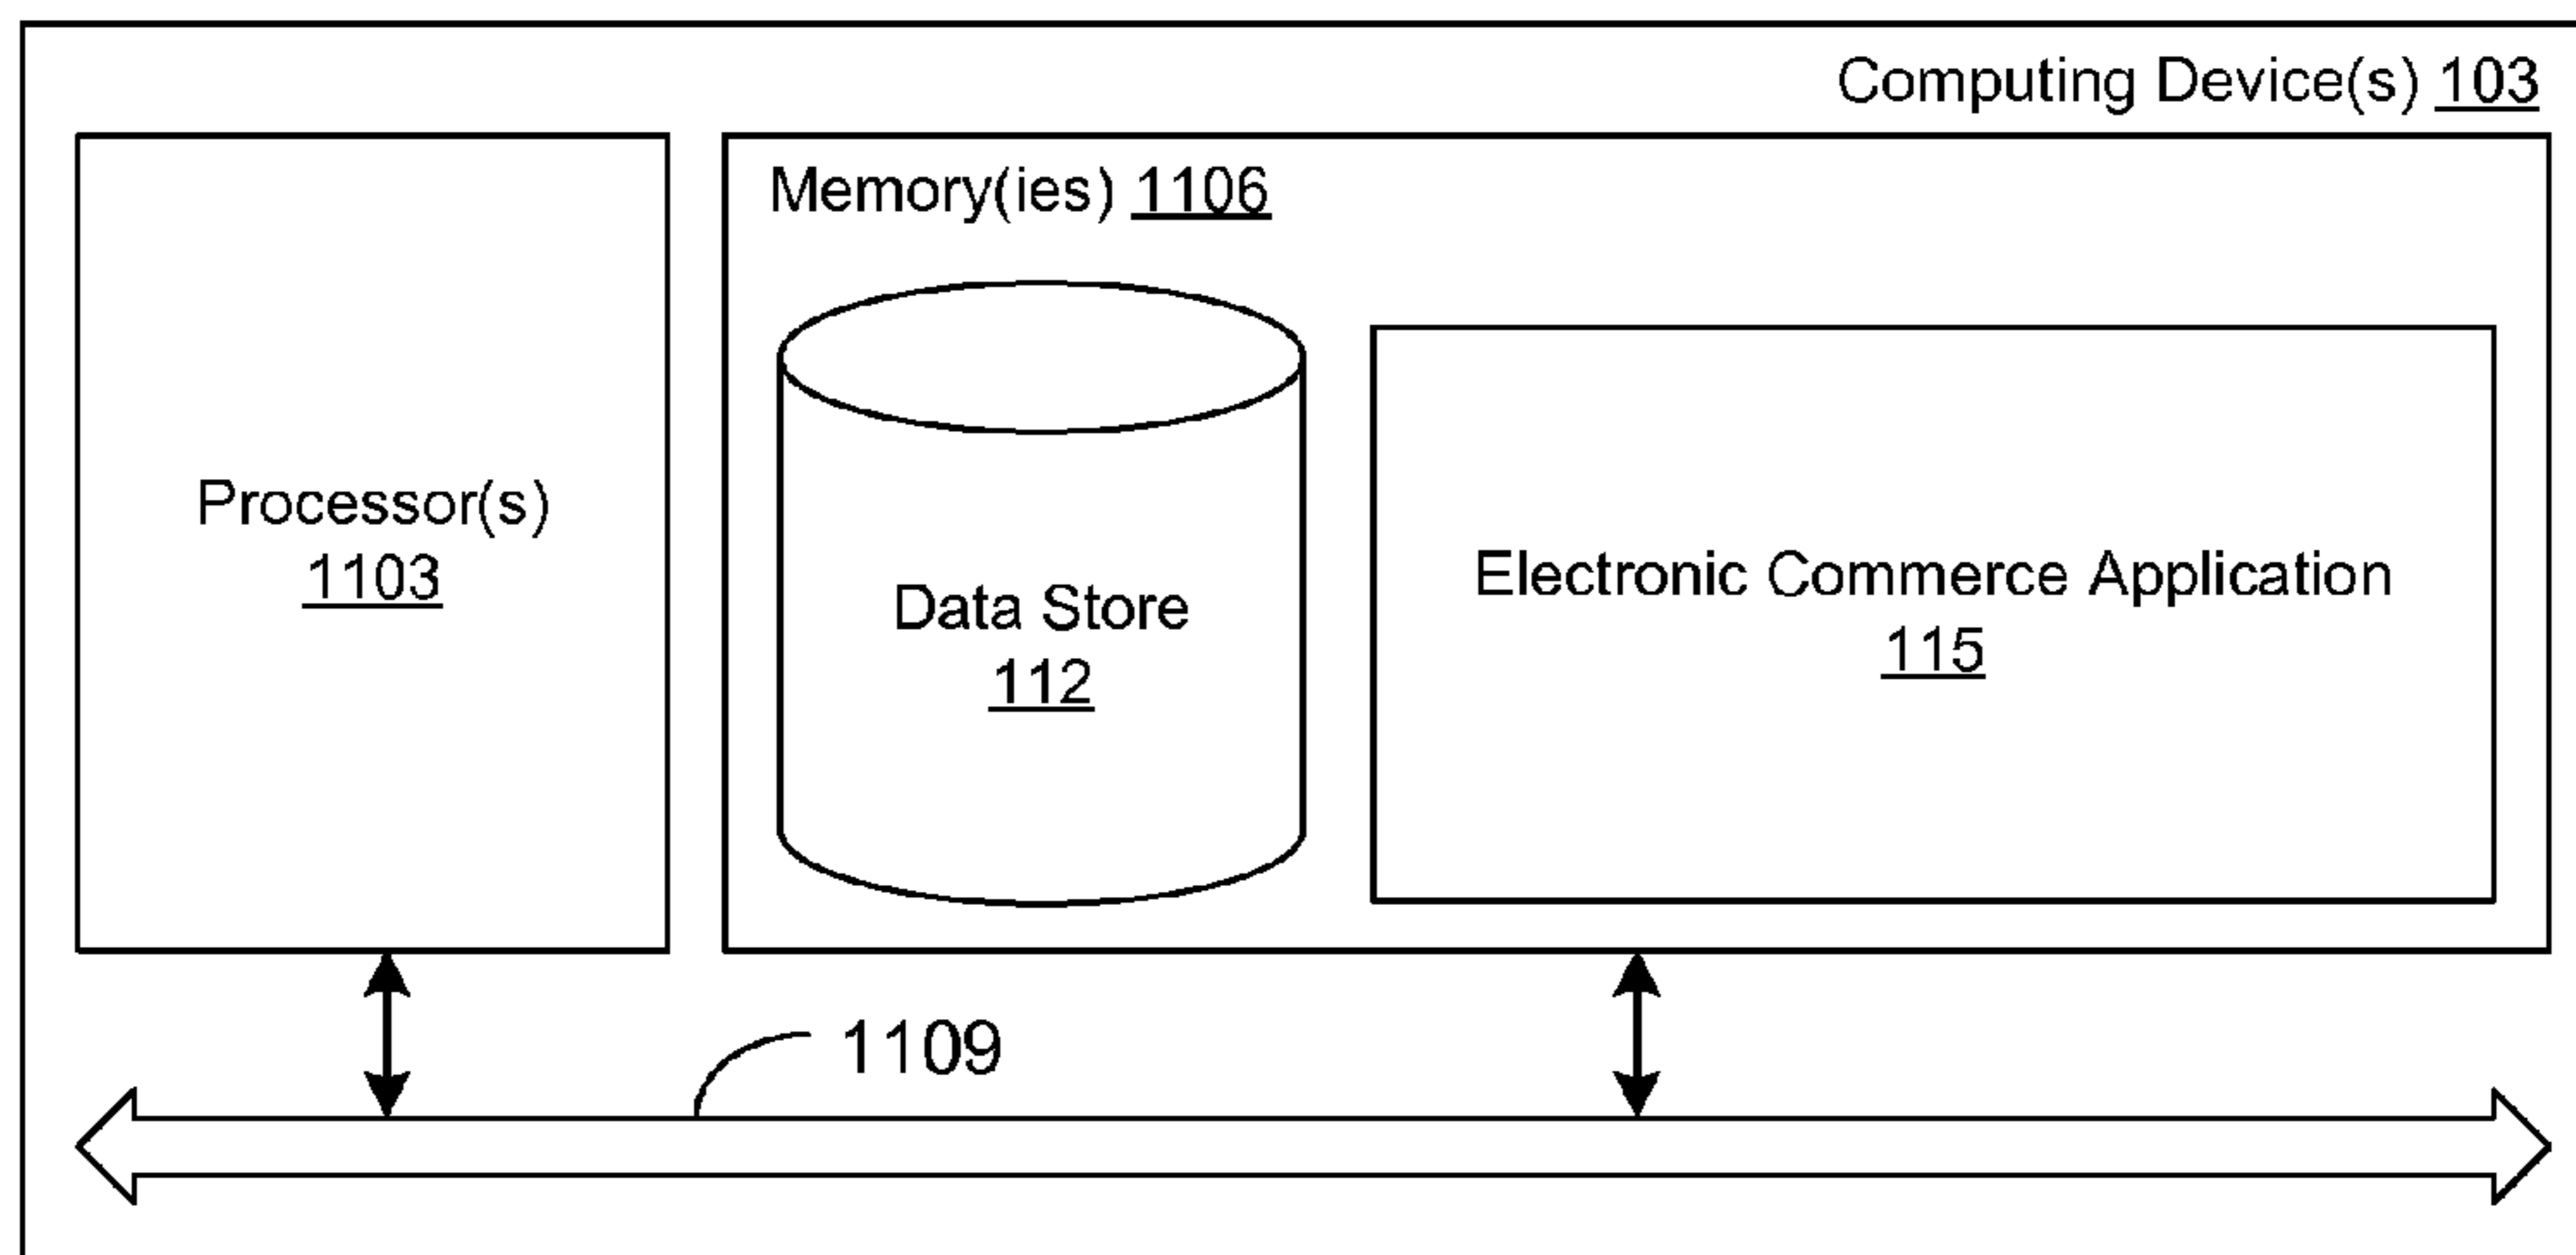 Computing Device(s) 103
Memory(ies) 1106
Processor(s)
1103
Data Store
112
Electronic Commerce Application
115
1109